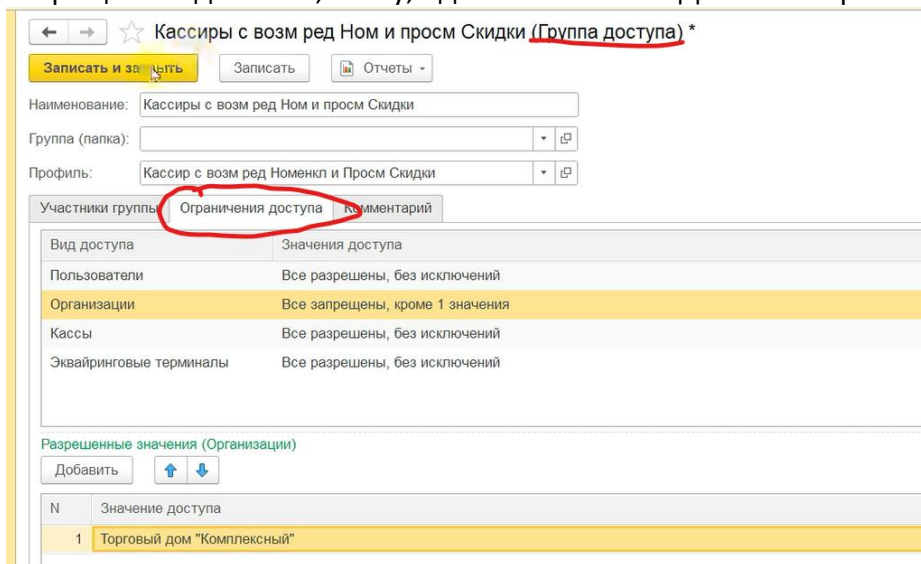 Кассиры с возм ред Ном и просм Скидки (Группа доступа) *
Записать и закрыть Записать Отчеты
Наименование: Кассиры с возм ред Ном и просм Скидки
Группа (папка):
Профиль: Кассир с возм ред Номенкл и Просм Скидки
Участники группы Ограничения доступа Комментарий
Вид доступа Значения доступа
Пользователи Все разрешены, без исключений
Организации Все запрещены, кроме 1 значения
Кассы Все разрешены, без исключений
Эквайринговые терминалы Все разрешены, без исключений
Разрешенные значения (Организации)
Добавить
N Значение доступа
1 Торговый дом "Комплексный"